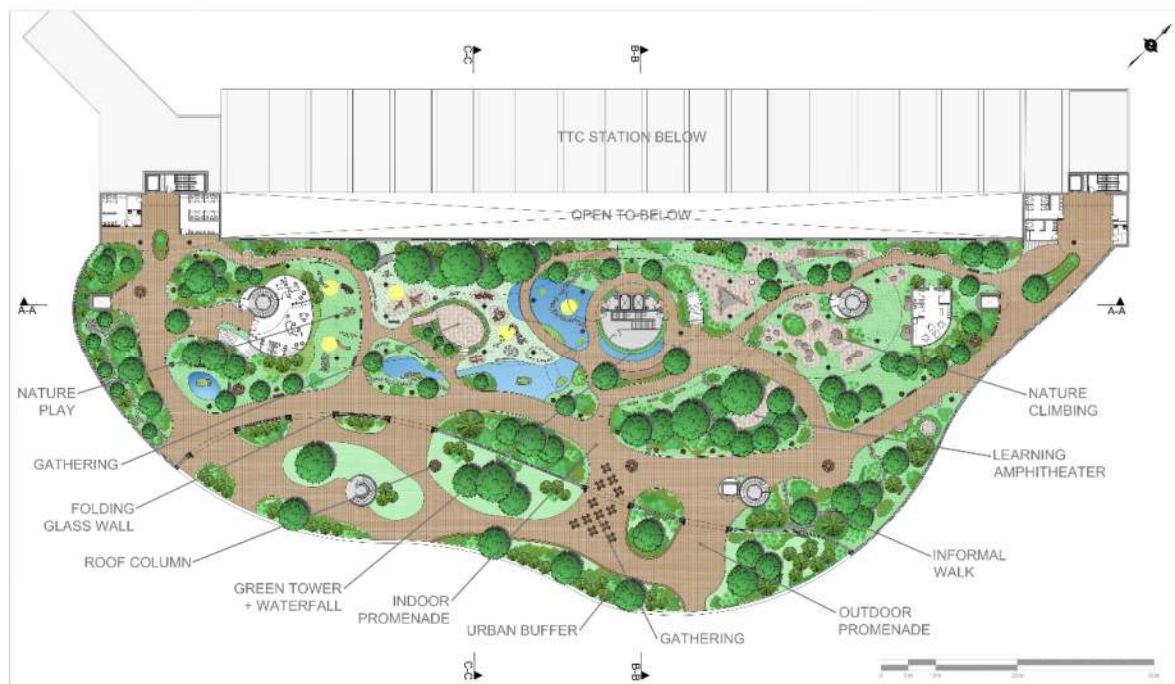 C-C
B-B
TTC STATION BELOW
OPEN TO BELOW
A-A
A-A
NATURE
PLAY
NATURE
CLIMBING
GATHERING
LEARNING
AMPHITHEATER
FOLDING
GLASS WALL
ROOF COLUMN
INFORMAL
WALK
GREEN TOWER
+ WATERFALL
INDOOR
PROMENADE
OUTDOOR
PROMENADE
URBAN BUFFER
GATHERING
C-C
B-B